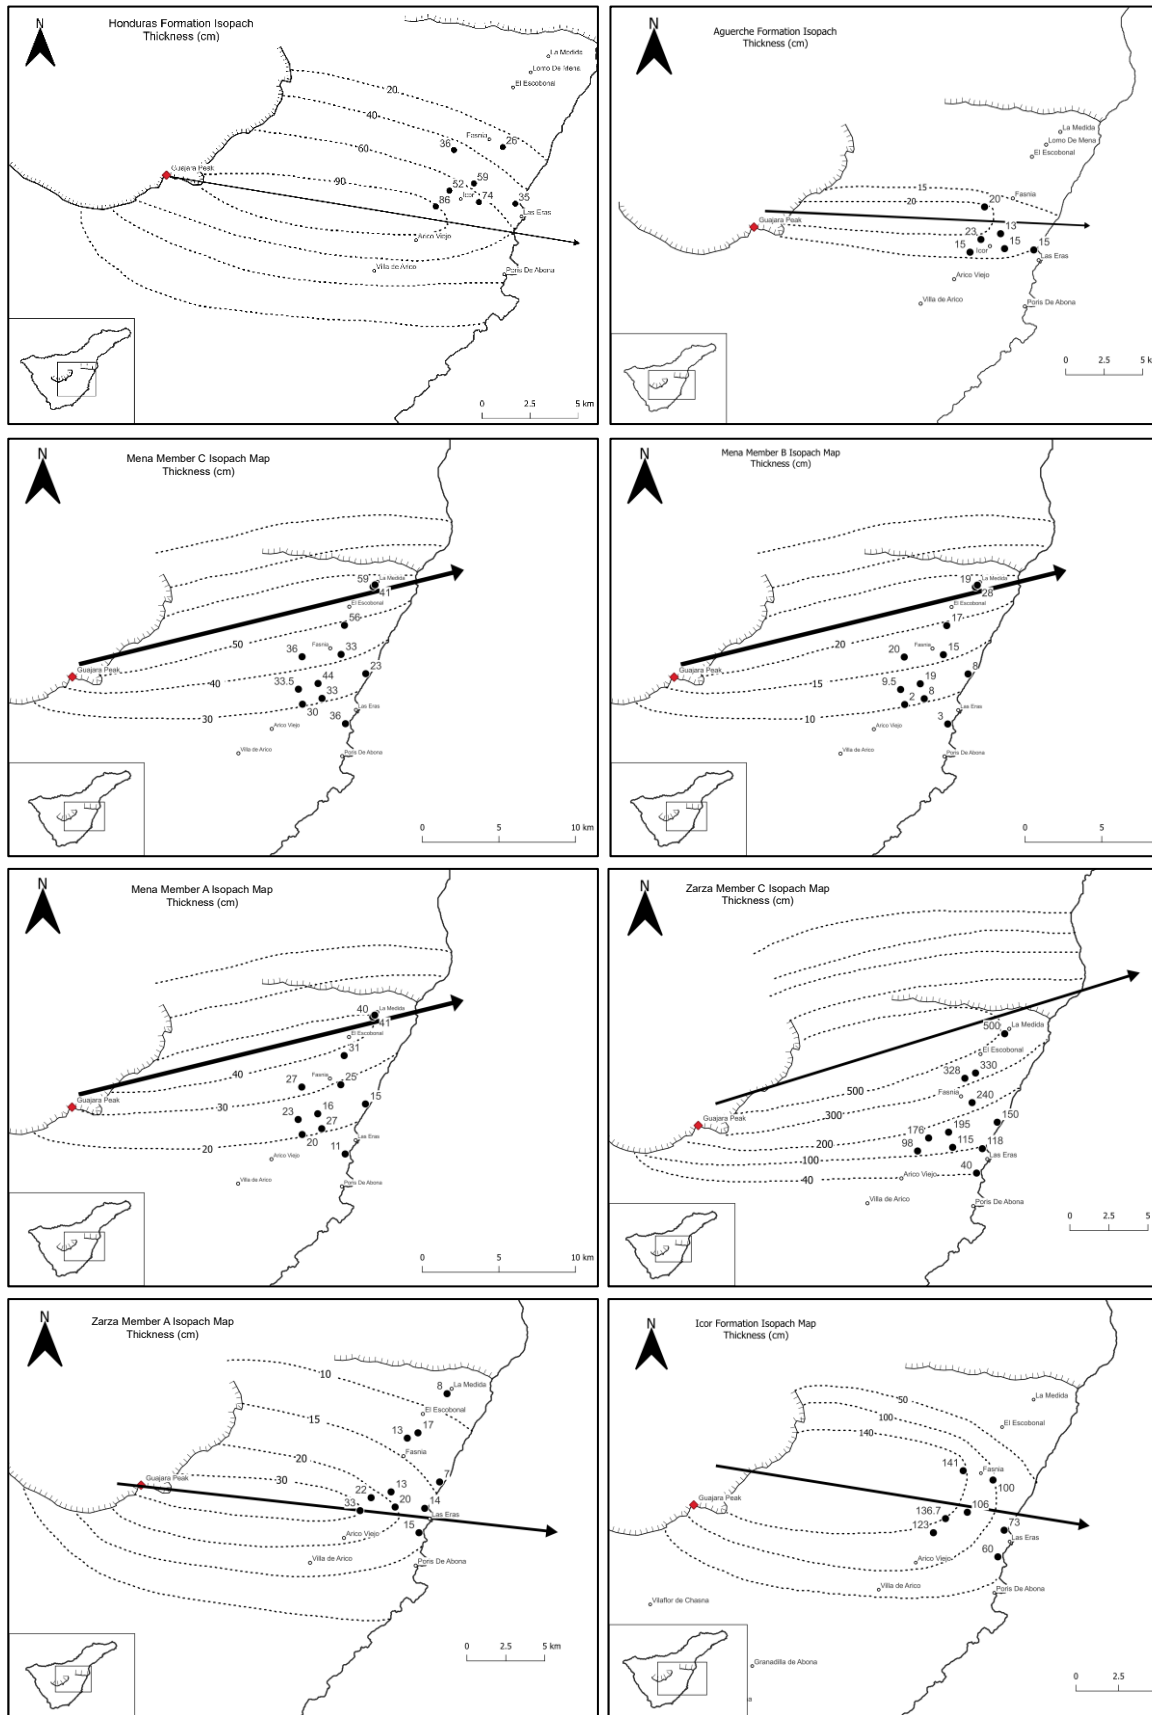 N
Honduras Formation Isopach
Thickness (cm)
La Medida
Lomo De Mena
El Escobonal
20
40
36
Fasnia
26
60
Guajara Peak
90
52
59
Icor
74
86
35
Las Eras
Arico Viejo
Villa de Arico
Poris De Abona
0
2.5
5 km
N
Aguerche Formation Isopach
Thickness (cm)
La Medida
Lomo De Mena
El Escobonal
15
20
20
Fasnia
Guajara Peak
13
23
15
Icor
15
15
Las Eras
Arico Viejo
Villa de Arico
Poris De Abona
0
2.5
5 k
N
Mena Member C Isopach Map
Thickness (cm)
59
La Medida
41
El Escobonal
56
50
36
Fasnia
33
Guajara Peak
23
40
33.5
44
33
30
30
36
Las Eras
Arico Viejo
Villa de Arico
Poris De Abona
0
5
10 km
N
Mena Member B Isopach Map
Thickness (cm)
19
La Medida
28
El Escobonal
17
20
20
Fasnia
15
Guajara Peak
8
15
9.5
19
2
8
10
3
Las Eras
Arico Viejo
Villa de Arico
Poris De Abona
0
5
N
Mena Member A Isopach Map
Thickness (cm)
40
La Medida
41
El Escobonal
31
40
27
Fasnia
25
Guajara Peak
30
15
23
16
27
20
20
11
Las Eras
Arico Viejo
Villa de Arico
Poris De Abona
0
5
10 km
N
Zarza Member C Isopach Map
Thickness (cm)
500
La Medida
El Escobonal
328
330
500
Fasnia
240
300
Guajara Peak
150
176
195
200
98
115
118
100
Las Eras
40
Arico Viejo
40
Villa de Arico
Poris De Abona
0
2.5
5
N
Zarza Member A Isopach Map
Thickness (cm)
10
8
La Medida
El Escobonal
15
13
17
Fasnia
20
30
Guajara Peak
7
22
13
33
20
14
Las Eras
15
Arico Viejo
Villa de Arico
Poris De Abona
0
2.5
5 km
N
Icor Formation Isopach Map
Thickness (cm)
La Medida
50
100
El Escobonal
140
141
Fasnia
100
Guajara Peak
136.7
106
123
73
Las Eras
60
Arico Viejo
Villa de Arico
Poris De Abona
Vilaflor de Chasna
Granadilla de Abona
a
0
2.5